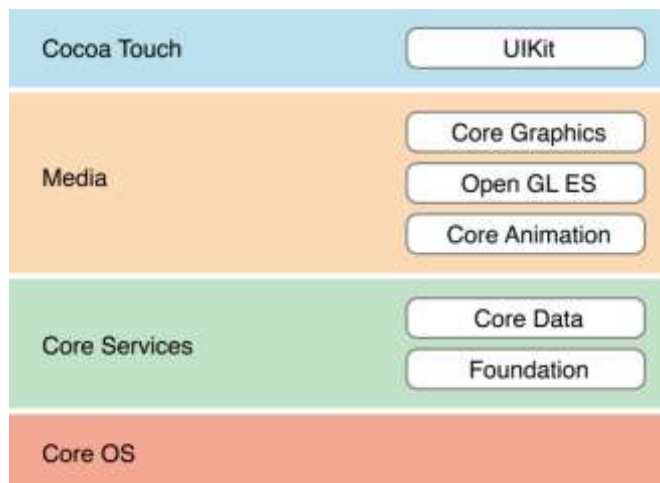 Cocoa Touch
UIKit
Media
Core Graphics
Open GL ES
Core Animation
Core Services
Core Data
Foundation
Core OS